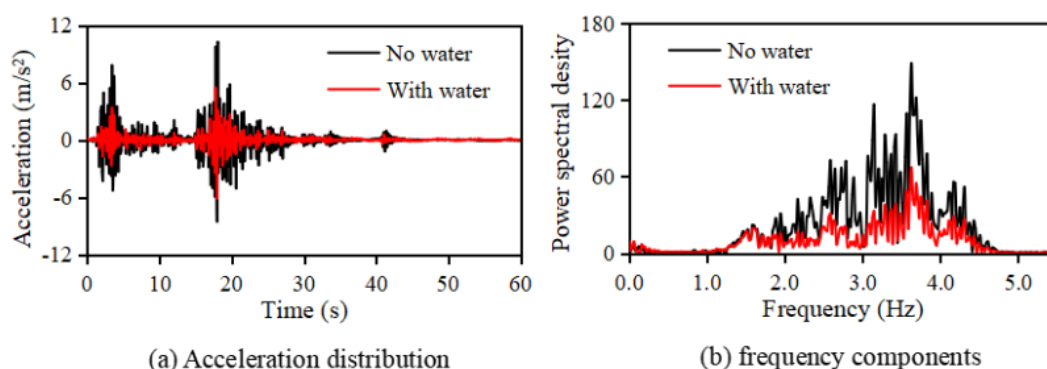 12
6
0
-6
-12
Acceleration (m/s²)
No water
With water
0 10 20 30 40 50 60
Time (s)
(a) Acceleration distribution
180
120
60
0
Power spectral desity
No water
With water
0.0 1.0 2.0 3.0 4.0 5.0
Frequency (Hz)
(b) frequency components